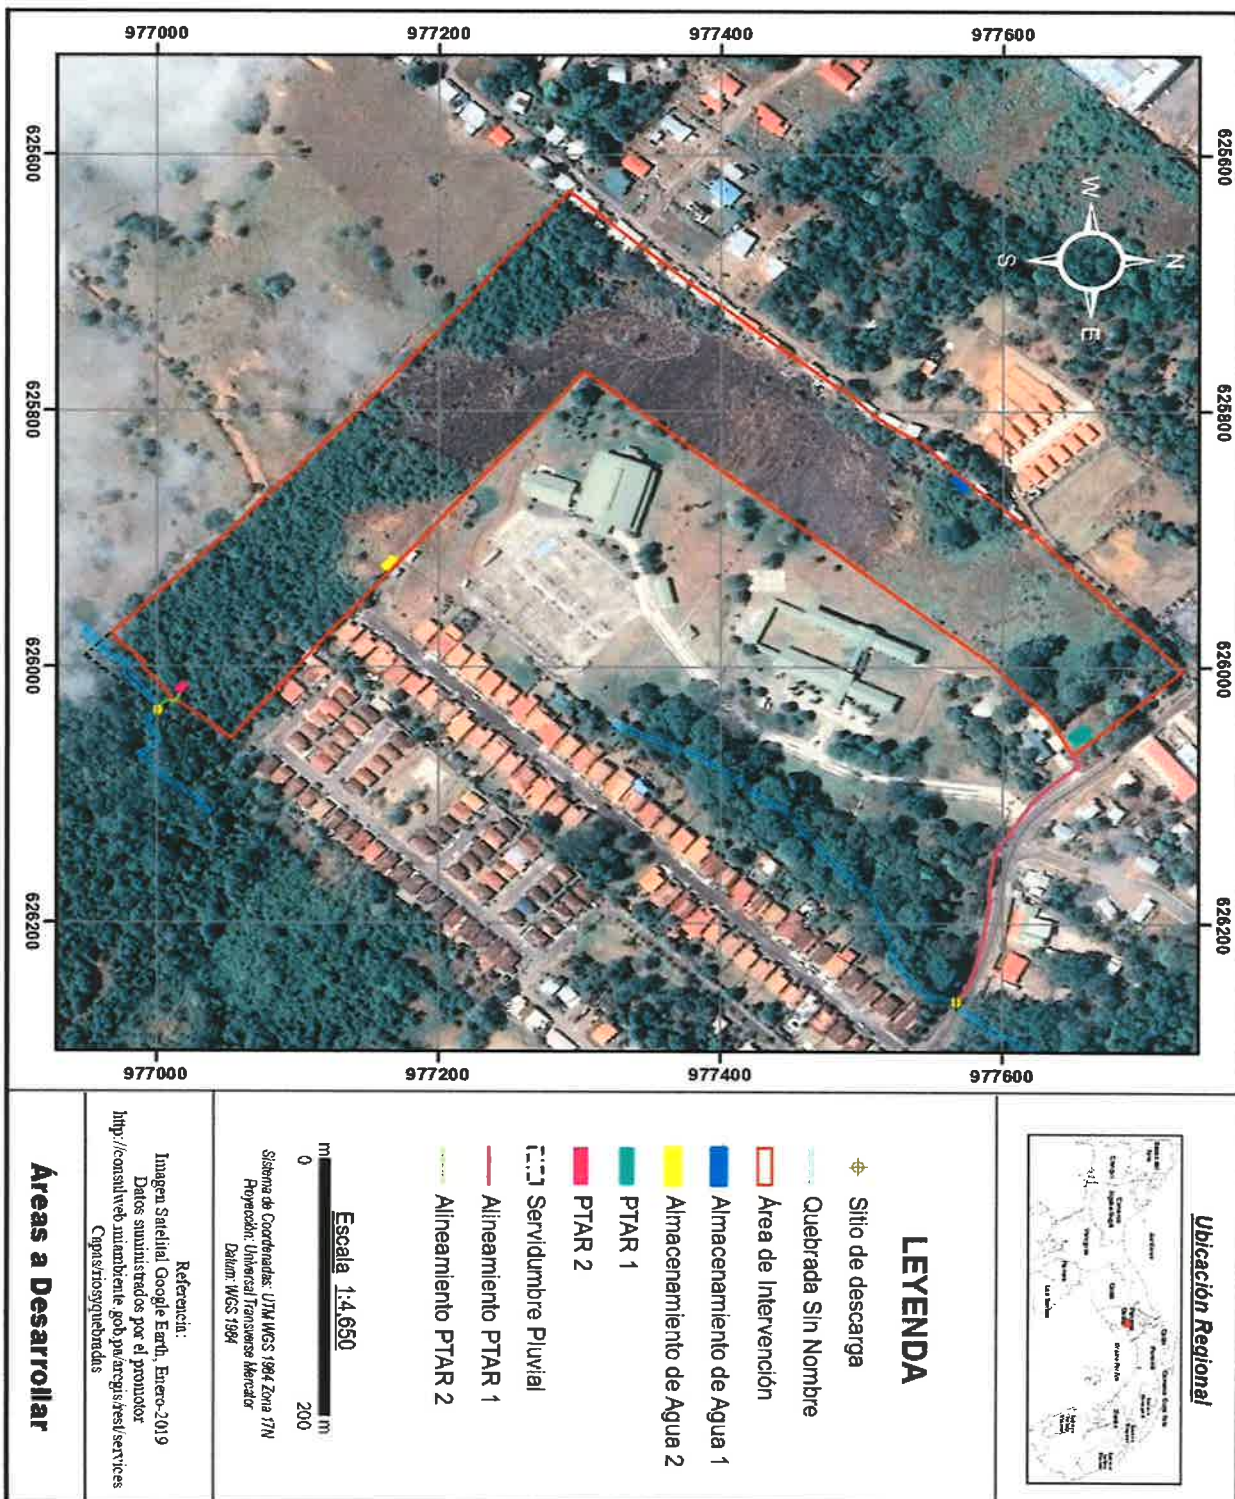 977000
977200
977400
977600
625600
625800
626000
626200
625600
625800
626000
626200
977000
977200
977400
977600
N
E
S
W
Ubicación Regional
LEYENDA
Sitio de descarga
Quebrada Sin Nombre
Área de Intervención
Almacenamiento de Agua 1
Almacenamiento de Agua 2
PTAR 1
PTAR 2
Servidumbre Pluvial
Alineamiento PTAR 1
Alineamiento PTAR 2
Escala 1:4,650
m
0
200
m
Sistema de Coordenadas: UTM WGS 1984 Zona 17N
Proyección: Universal Transverse Mercator
Datum: WGS 1984
Referencia:
Imagen Satelital Google Earth, Enero-2019
Datos suministrados por el promotor
http://consulweb.miambiente.gob.pa/arcgis/rest/services
Capas/riosyquebradas
Áreas a Desarrollar